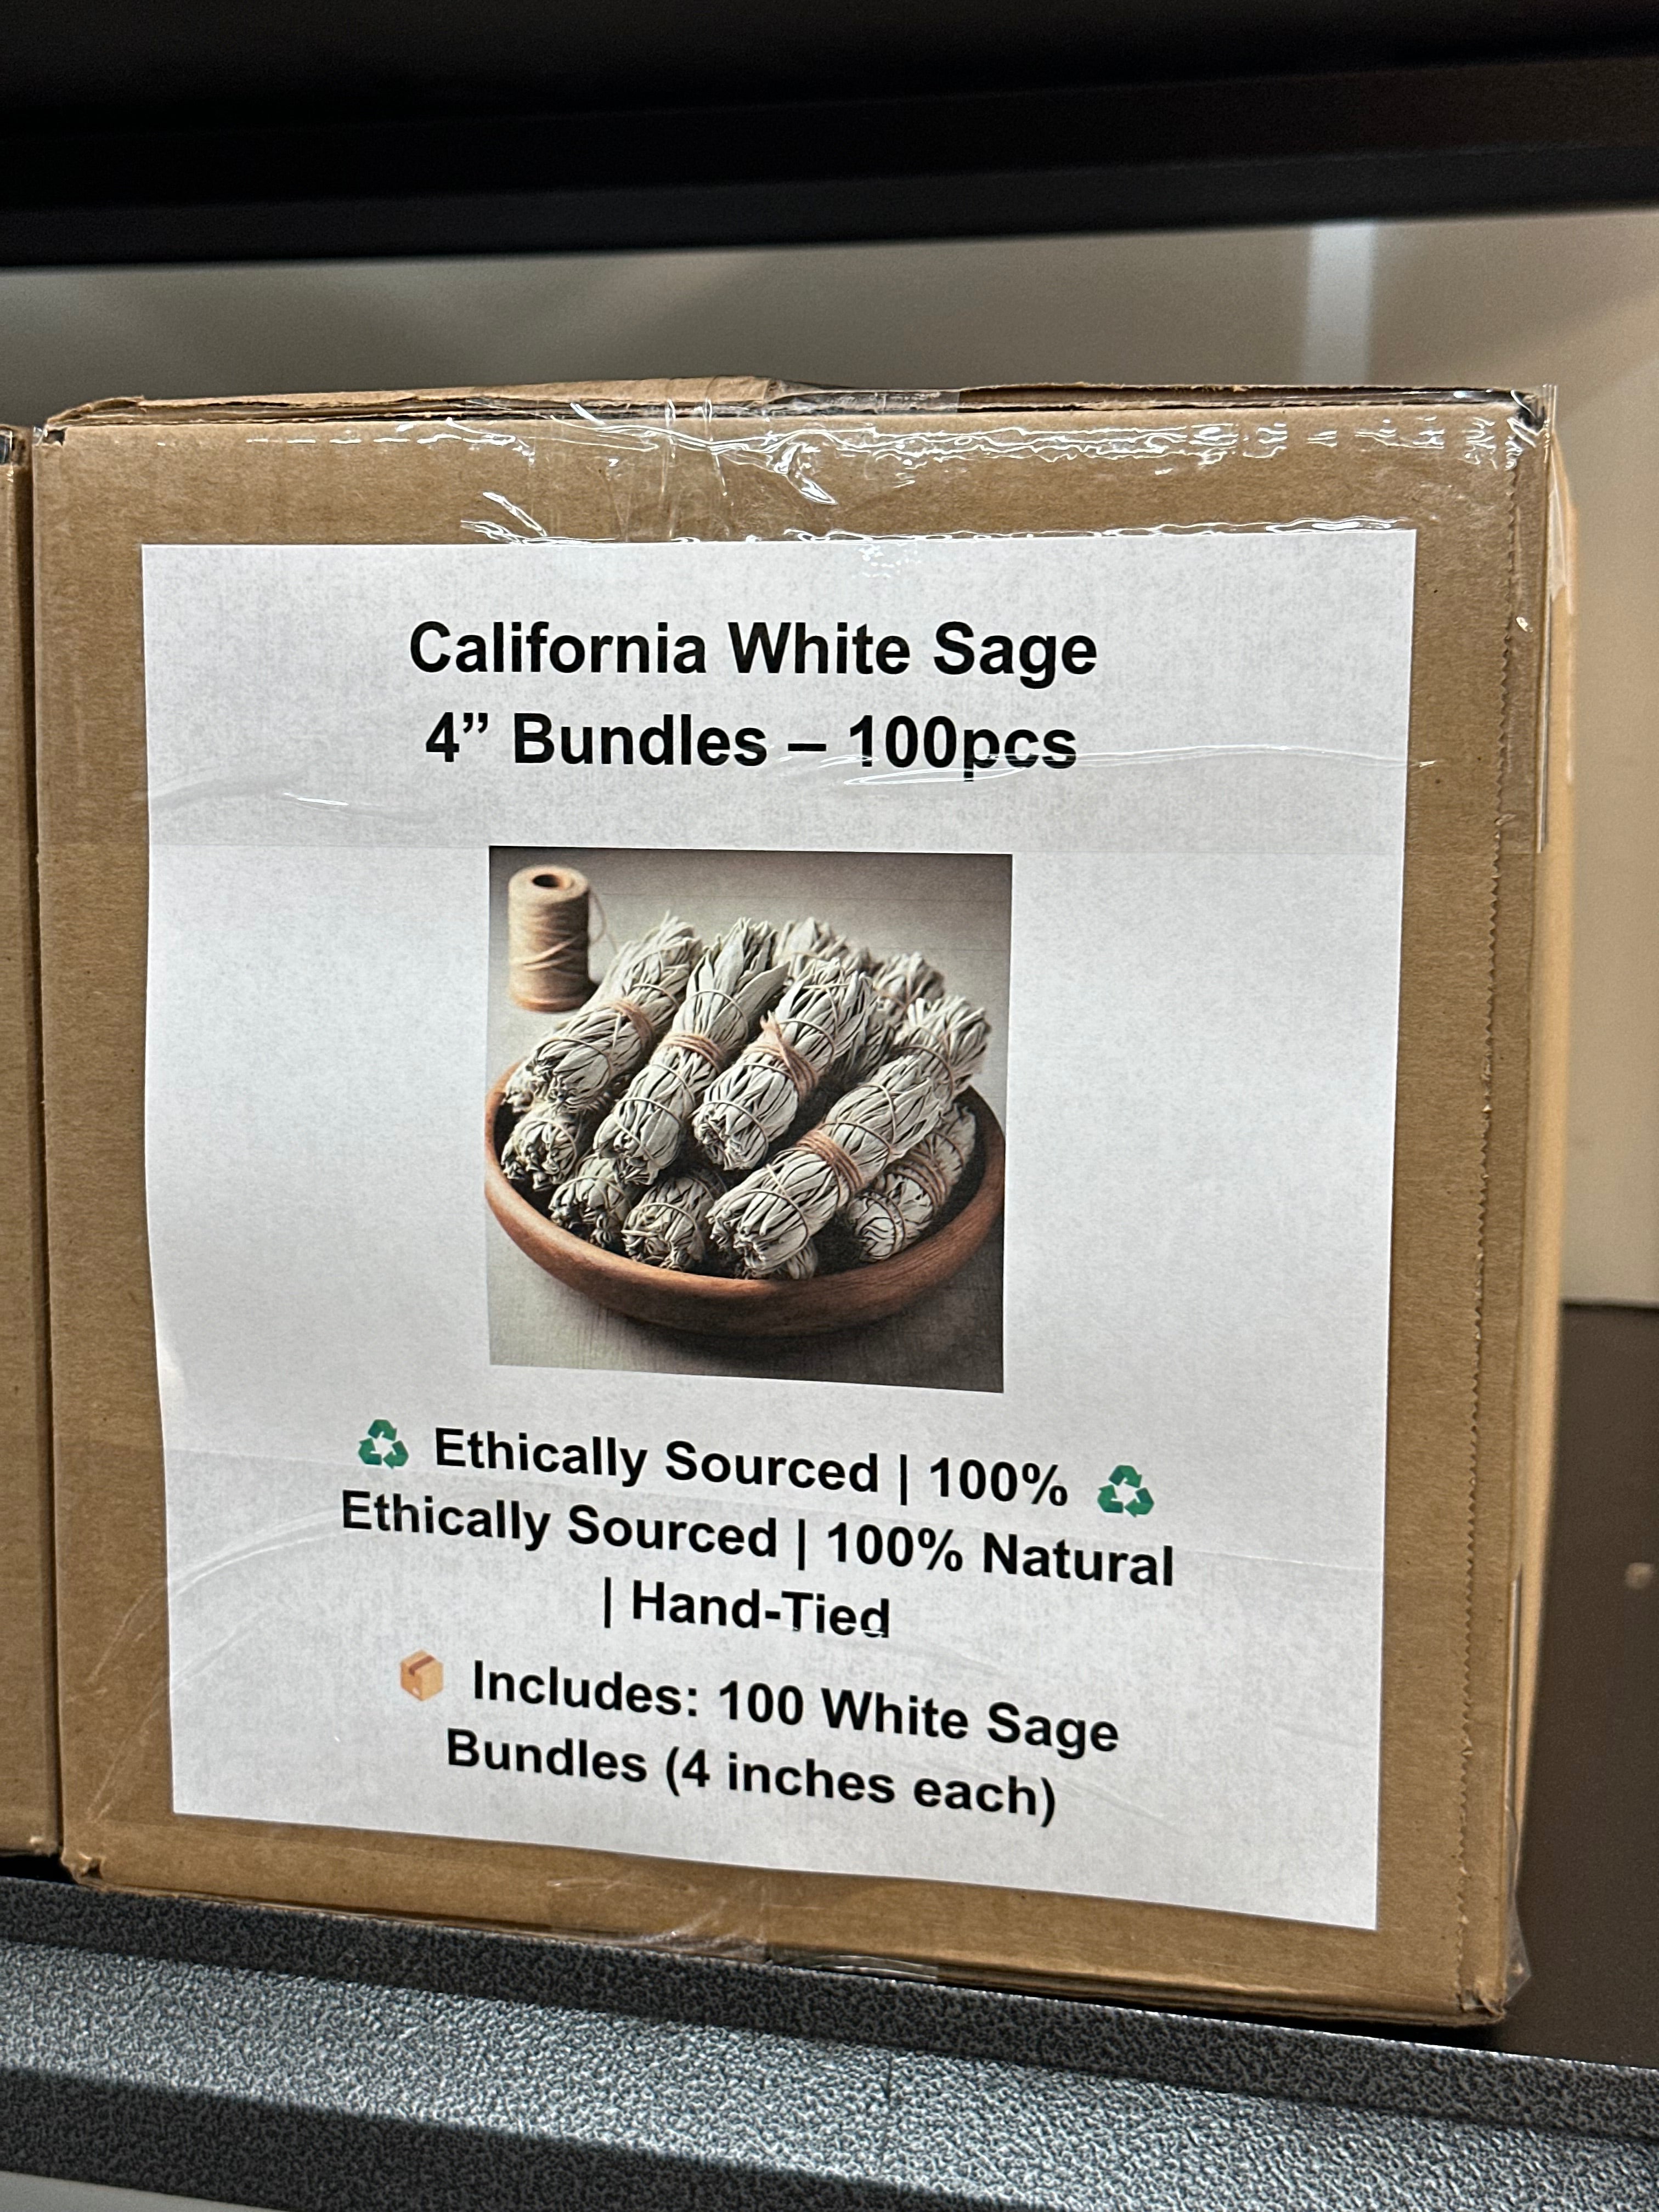 California White Sage
4” Bundles – 100pcs
♻ Ethically Sourced | 100% ♻
Ethically Sourced | 100% Natural
| Hand-Tied
📦 Includes: 100 White Sage
Bundles (4 inches each)